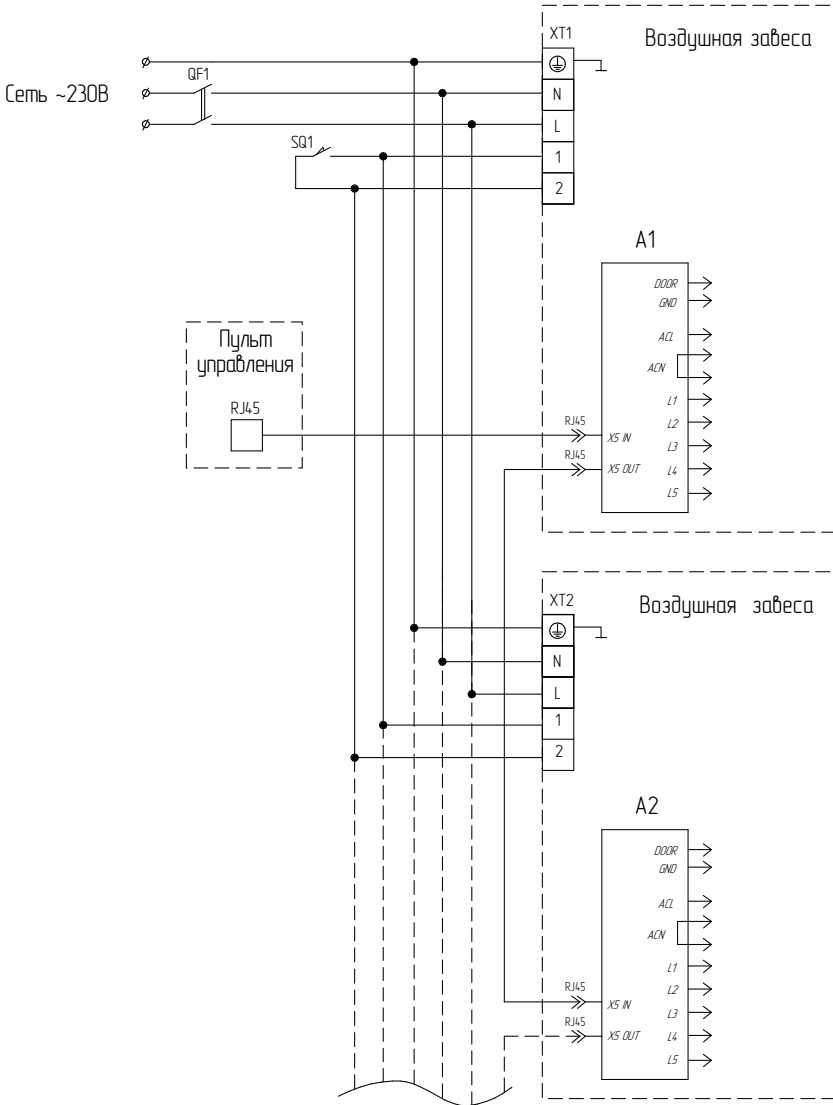 Воздушная завеса
XT1
N
L
1
2
Сеть ~230В
QF1
SQ1
A1
DOOR
GND
ACL
ACN
L1
L2
L3
L4
L5
RJ45
X5 IN
RJ45
X5 OUT
Пульт
управления
RJ45
Воздушная завеса
XT2
N
L
1
2
A2
DOOR
GND
ACL
ACN
L1
L2
L3
L4
L5
RJ45
X5 IN
RJ45
X5 OUT